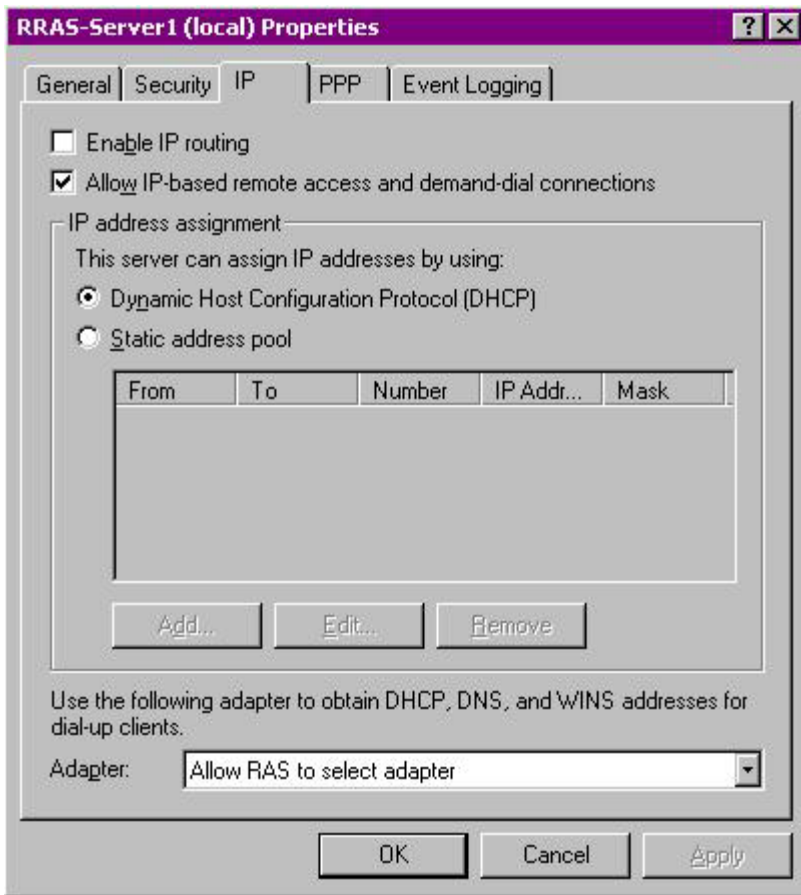 RRAS-Server1 (local) Properties
General Security IP PPP Event Logging
Enable IP routing
Allow IP-based remote access and demand-dial connections
IP address assignment
This server can assign IP addresses by using:
Dynamic Host Configuration Protocol (DHCP)
Static address pool
From To Number IP Addr... Mask
Add... Edit... Remove
Use the following adapter to obtain DHCP, DNS, and WINS addresses for
dial-up clients.
Adapter: Allow RAS to select adapter
OK Cancel Apply